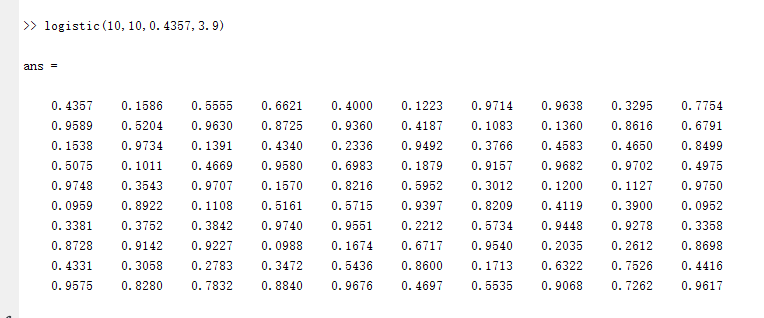 >> logistic(10,10,0.4357,3.9)
ans =
0.4357 0.1586 0.5555 0.6621 0.4000 0.1223 0.9714 0.9638 0.3295 0.7754
0.9589 0.5204 0.9630 0.8725 0.9360 0.4187 0.1083 0.1360 0.8616 0.6791
0.1538 0.9734 0.1391 0.4340 0.2336 0.9492 0.3766 0.4583 0.4650 0.8499
0.5075 0.1011 0.4669 0.9580 0.6983 0.1879 0.9157 0.9682 0.9702 0.4975
0.9748 0.3543 0.9707 0.1570 0.8216 0.5952 0.3012 0.1200 0.1127 0.9750
0.0959 0.8922 0.1108 0.5161 0.5715 0.9397 0.8209 0.4119 0.3900 0.0952
0.3381 0.3752 0.3842 0.9740 0.9551 0.2212 0.5734 0.9448 0.9278 0.3358
0.8728 0.9142 0.9227 0.0988 0.1674 0.6717 0.9540 0.2035 0.2612 0.8698
0.4331 0.3058 0.2783 0.3472 0.5436 0.8600 0.1713 0.6322 0.7526 0.4416
0.9575 0.8280 0.7832 0.8840 0.9676 0.4697 0.5535 0.9068 0.7262 0.9617